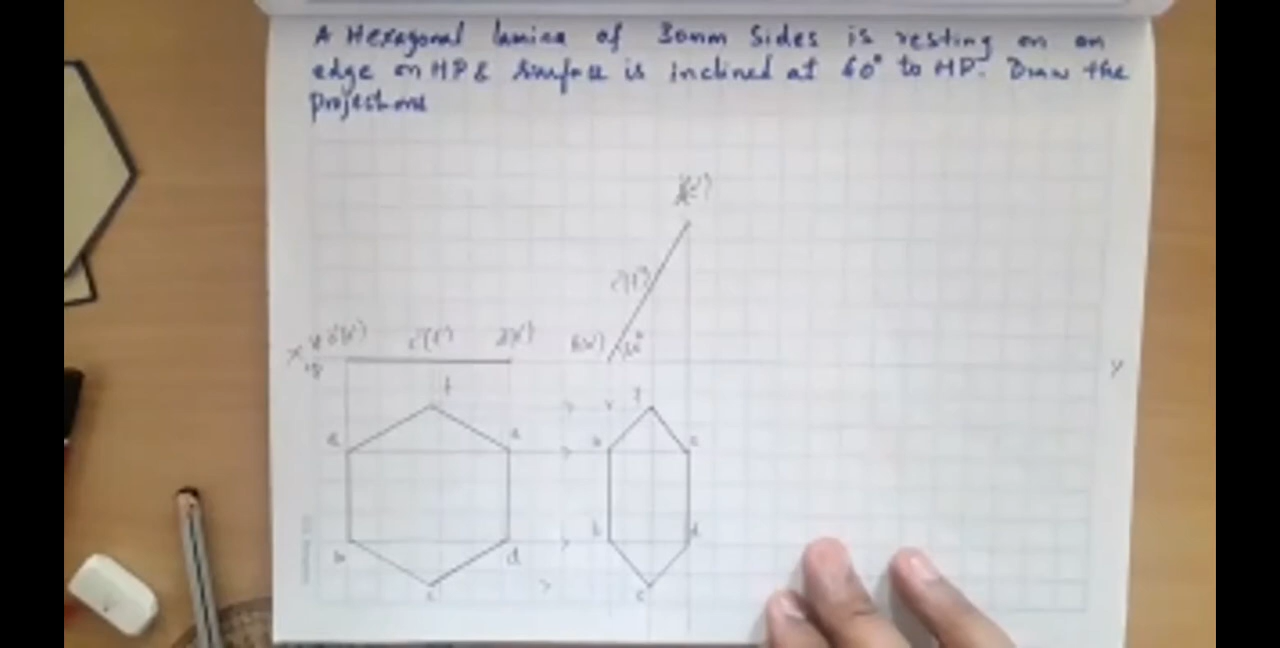 A Hexagonal lamina of 30mm Sides is resting on an
edge on HP & Surface is inclined at 60° to HP. Draw the
projections
c'(f')
X
60°
Y
f
f
a
b
d
b
d
c
c